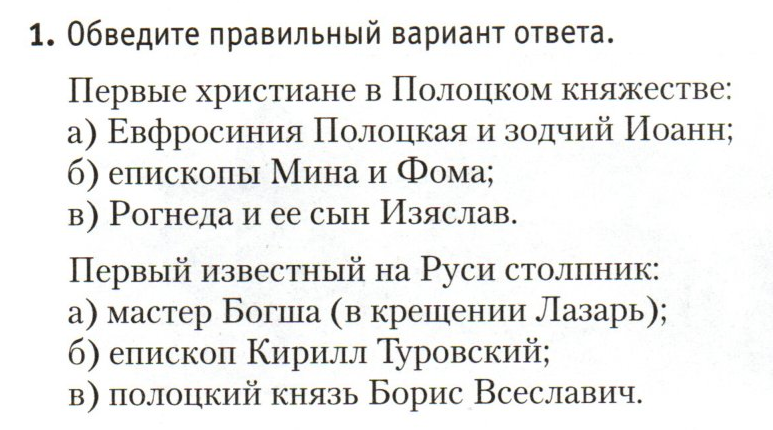 1. Обведите правильный вариант ответа.
Первые христиане в Полоцком княжестве:
а) Евфросиния Полоцкая и зодчий Иоанн;
б) епископы Мина и Фома;
в) Рогнеда и ее сын Изяслав.
Первый известный на Руси столпник:
а) мастер Богша (в крещении Лазарь);
б) епископ Кирилл Туровский;
в) полоцкий князь Борис Всеславич.